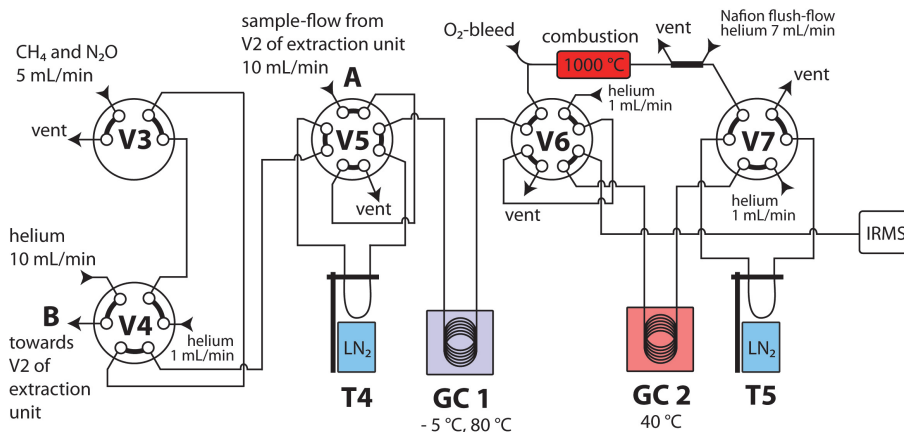 CH₄ and N₂O
5 mL/min
vent
V3
helium
10 mL/min
B
towards
V2 of
extraction
unit
V4
helium
1 mL/min
sample-flow from
V2 of extraction unit
10 mL/min
A
V5
vent
LN₂
T4
GC 1
- 5 °C, 80 °C
O₂-bleed
combustion
1000 °C
vent
Nafion flush-flow
helium 7 mL/min
helium
1 mL/min
V6
vent
vent
V7
helium
1 mL/min
IRMS
GC 2
40 °C
LN₂
T5